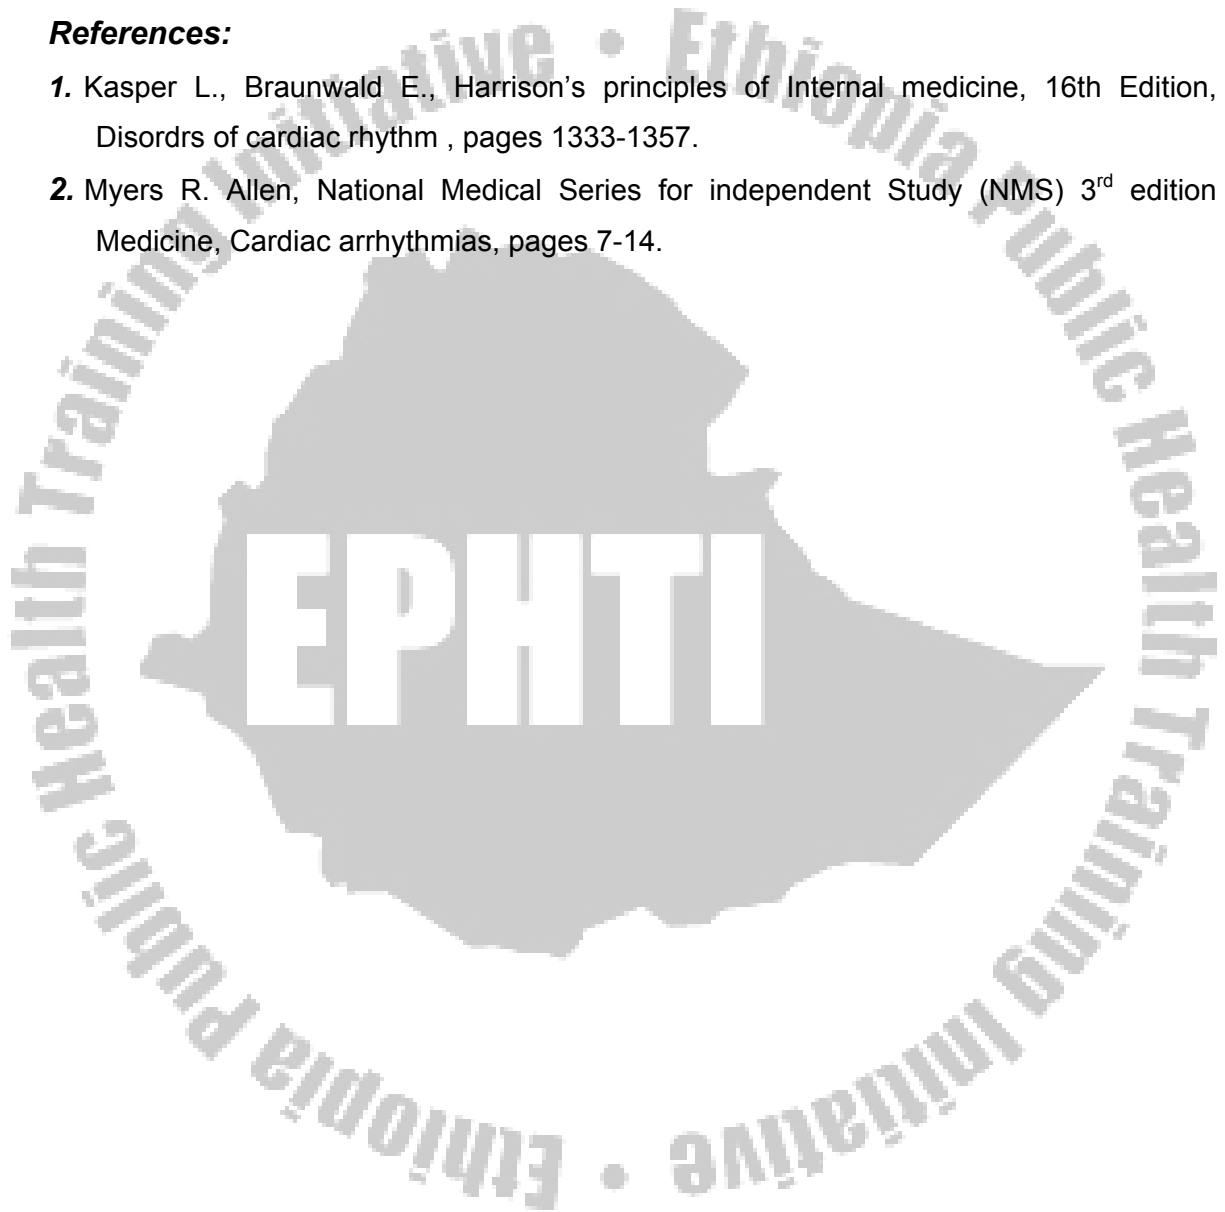 References:
1. Kasper L., Braunwald E., Harrison’s principles of Internal medicine, 16th Edition,
Disordrs of cardiac rhythm , pages 1333-1357.
2. Myers R. Allen, National Medical Series for independent Study (NMS) 3rd edition
Medicine, Cardiac arrhythmias, pages 7-14.
Ethiopia Public Health Training Initiative • Ethiopia Public Health Training Initiative •
EPHTI